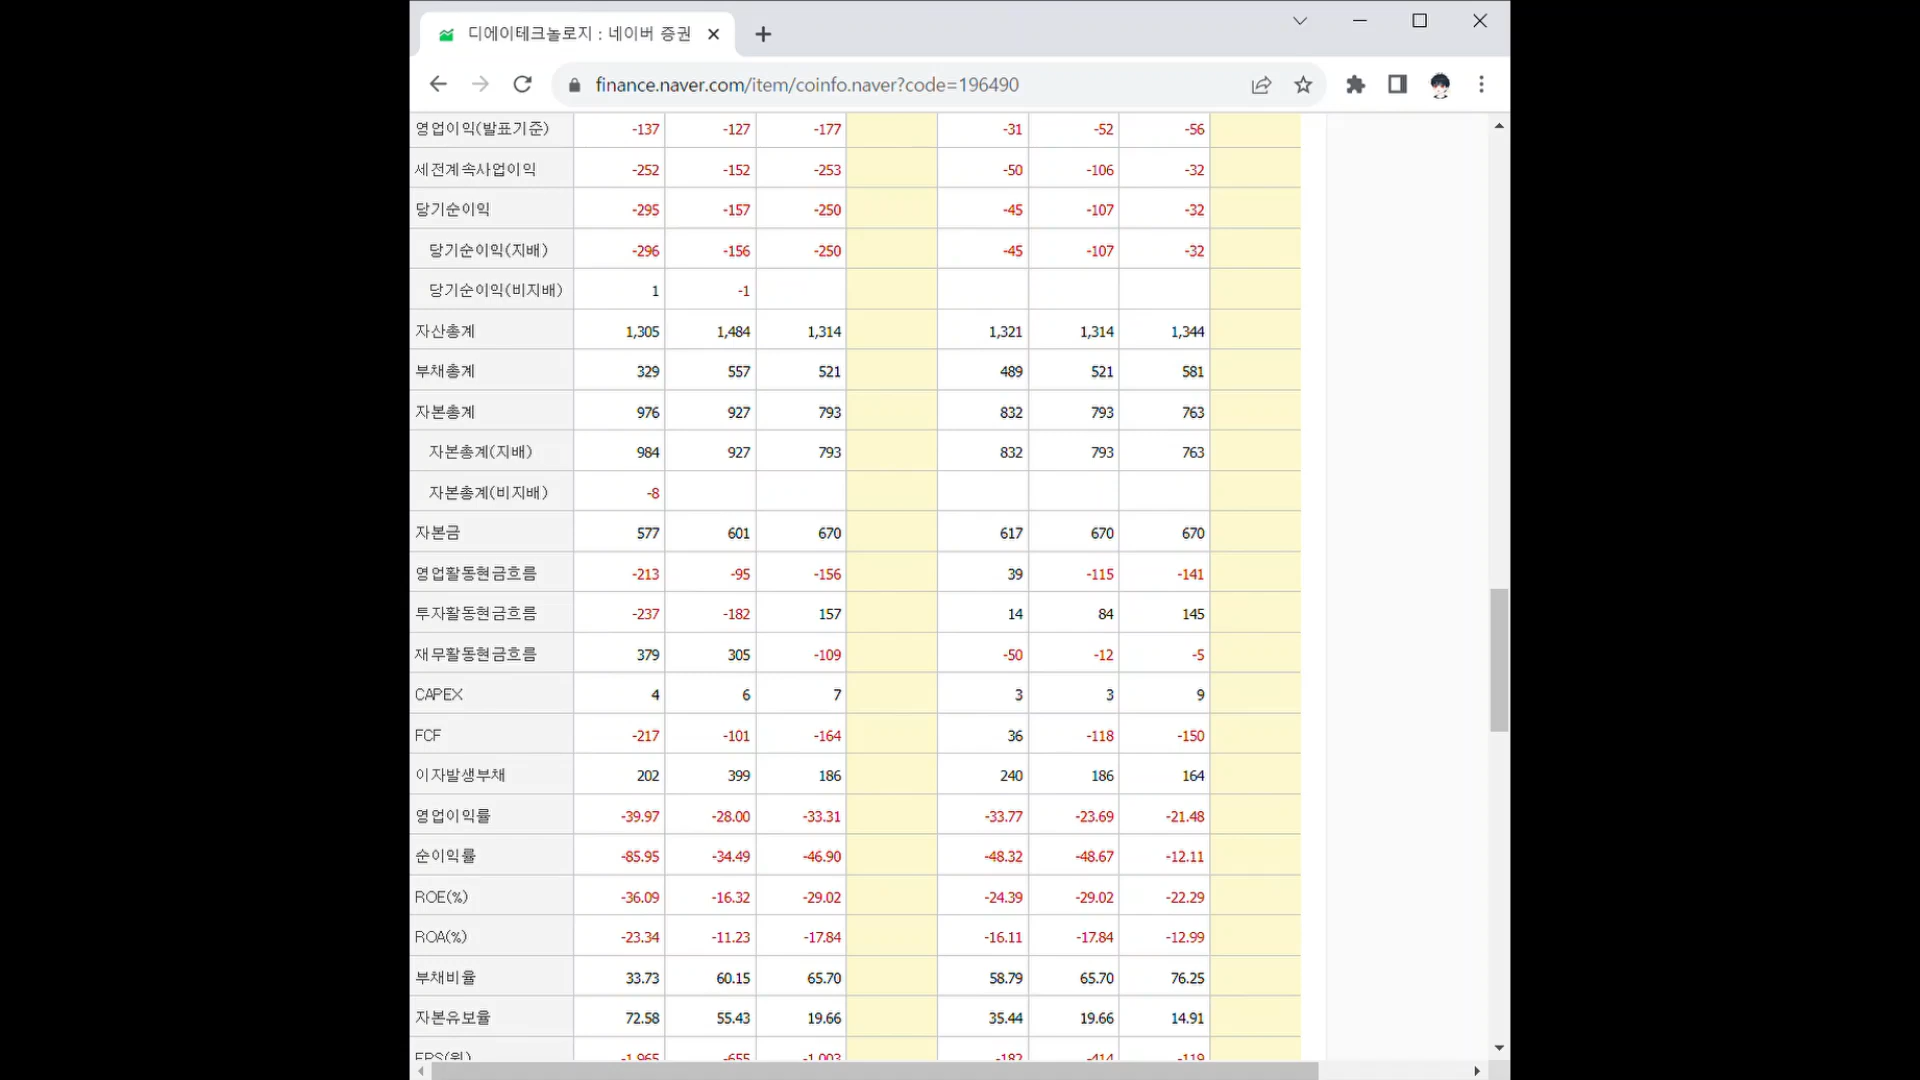 디에이테크놀로지 : 네이버 증권
finance.naver.com/item/coinfo.naver?code=196490
영업이익(발표기준) -137 -127 -177 -31 -52 -56
세전계속사업이익 -252 -152 -253 -50 -106 -32
당기순이익 -295 -157 -250 -45 -107 -32
당기순이익(지배) -296 -156 -250 -45 -107 -32
당기순이익(비지배) 1 -1
자산총계 1,305 1,484 1,314 1,321 1,314 1,344
부채총계 329 557 521 489 521 581
자본총계 976 927 793 832 793 763
자본총계(지배) 984 927 793 832 793 763
자본총계(비지배) -8
자본금 577 601 670 617 670 670
영업활동현금흐름 -213 -95 -156 39 -115 -141
투자활동현금흐름 -237 -182 157 14 84 145
재무활동현금흐름 379 305 -109 -50 -12 -5
CAPEX 4 6 7 3 3 9
FCF -217 -101 -164 36 -118 -150
이자발생부채 202 399 186 240 186 164
영업이익률 -39.97 -28.00 -33.31 -33.77 -23.69 -21.48
순이익률 -85.95 -34.49 -46.90 -48.32 -48.67 -12.11
ROE(%) -36.09 -16.32 -29.02 -24.39 -29.02 -22.29
ROA(%) -23.34 -11.23 -17.84 -16.11 -17.84 -12.99
부채비율 33.73 60.15 65.70 58.79 65.70 76.25
자본유보율 72.58 55.43 19.66 35.44 19.66 14.91
EPS(원) -1,965 -655 -1,003 -182 -414 -119